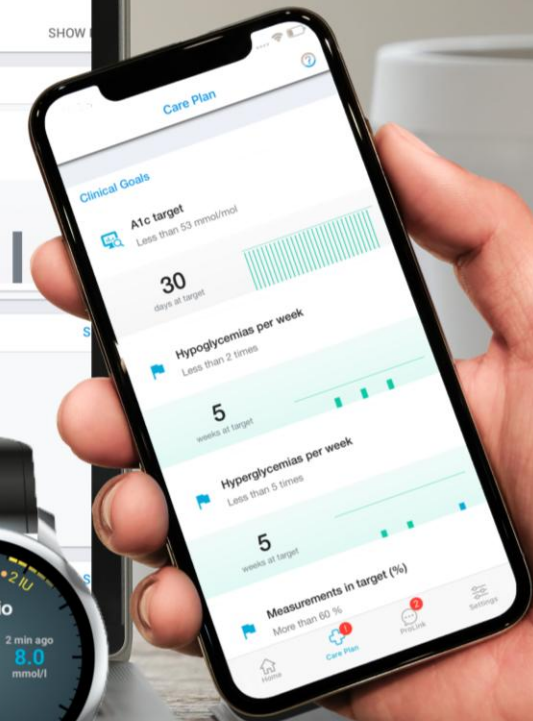 SHOW
Care Plan
Clinical Goals
A1c target
Less than 53 mmol/mol
30
days at target
Hypoglycemias per week
Less than 2 times
5
weeks at target
Hyperglycemias per week
Less than 5 times
5
weeks at target
Measurements in target (%)
More than 60 %
1
2
Home
Care Plan
ProLink
Settings
S
S
2 IU
io
2 min ago
8.0
mmol/l